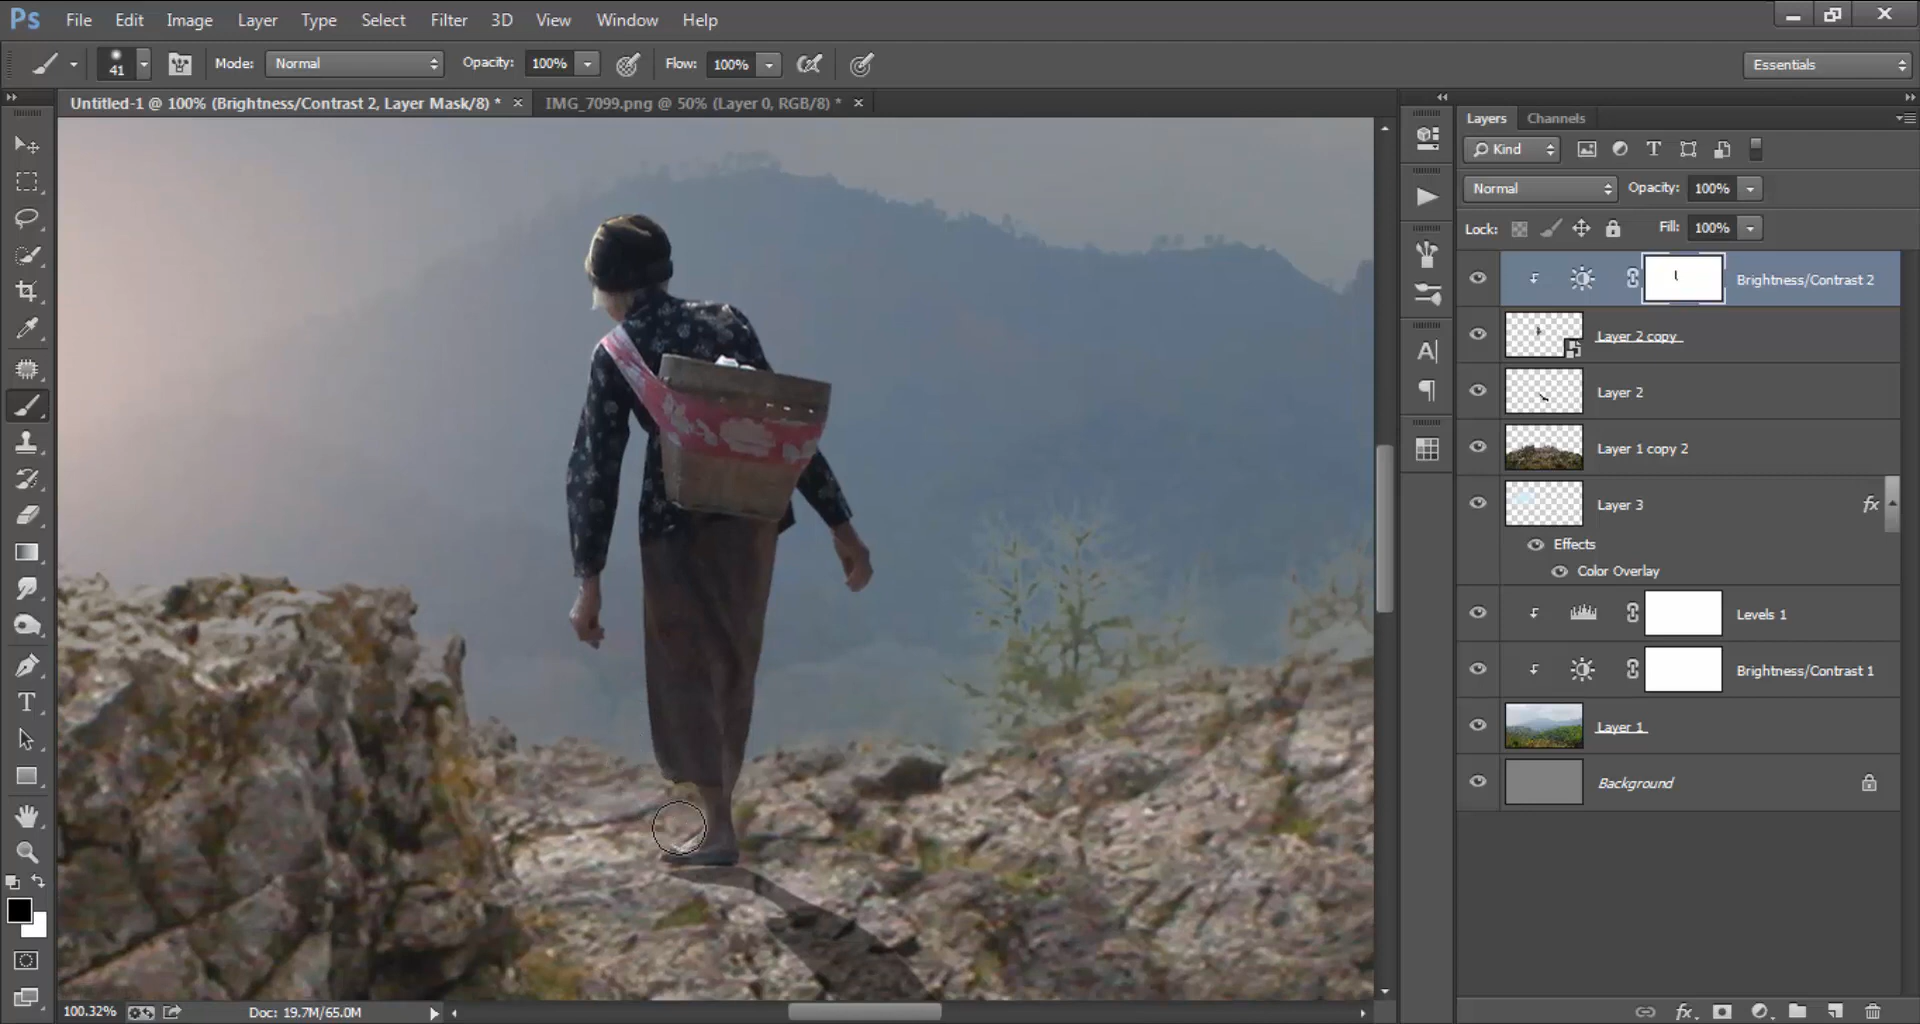 Ps File Edit Image Layer Type Select Filter 3D View Window Help
41 Mode: Normal Opacity: 100% Flow: 100% Essentials
Untitled-1 @ 100% (Brightness/Contrast 2, Layer Mask/8) * × IMG_7099.png @ 50% (Layer 0, RGB/8) * ×
Layers Channels
Kind
Normal Opacity: 100%
Lock: Fill: 100%
Brightness/Contrast 2
Layer 2 copy
Layer 2
Layer 1 copy 2
Layer 3 fx
Effects
Color Overlay
Levels 1
Brightness/Contrast 1
Layer 1
Background
100.32% Doc: 19.7M/65.0M